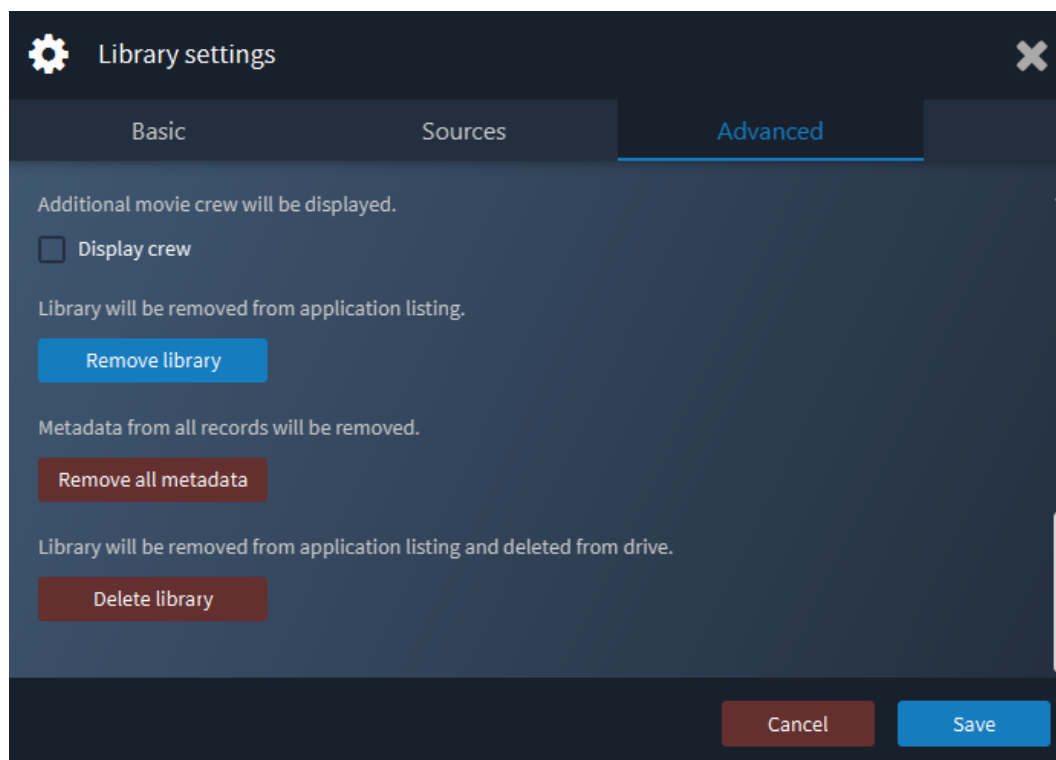 Library settings
Basic Sources Advanced
Additional movie crew will be displayed.
Display crew
Library will be removed from application listing.
Remove library
Metadata from all records will be removed.
Remove all metadata
Library will be removed from application listing and deleted from drive.
Delete library
Cancel Save